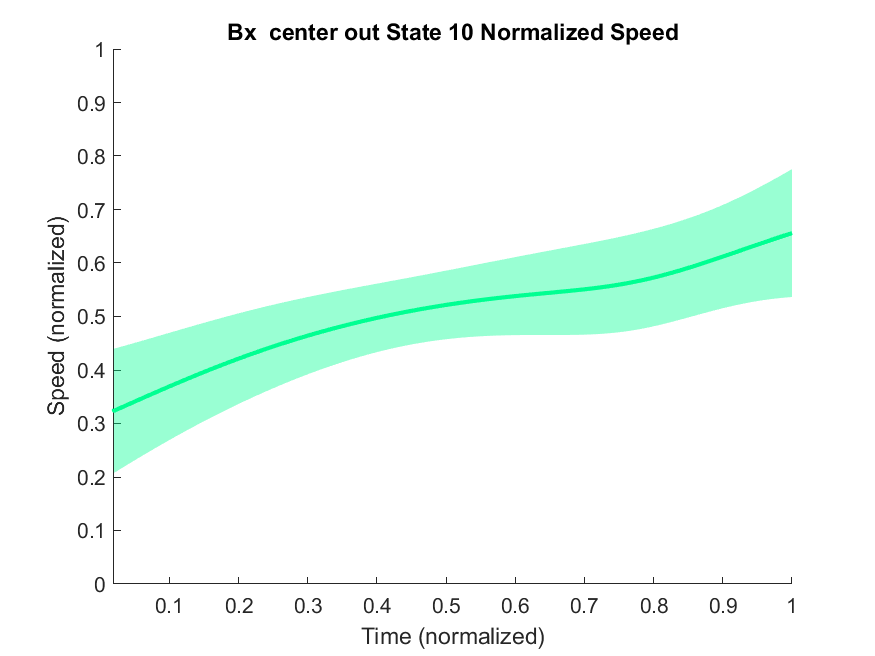 Bx  center out State 10 Normalized Speed
1
0.9
0.8
0.7
0.6
0.5
0.4
0.3
0.2
0.1
0
Speed (normalized)
0.1 0.2 0.3 0.4 0.5 0.6 0.7 0.8 0.9 1
Time (normalized)